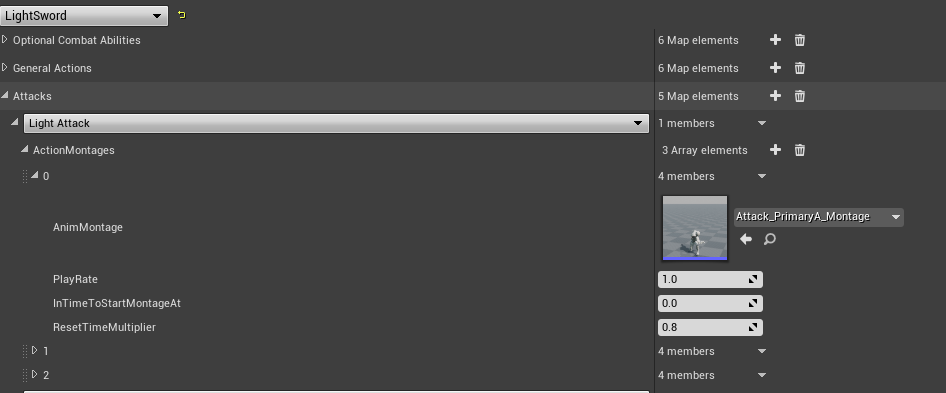 LightSword
Optional Combat Abilities 6 Map elements
General Actions 6 Map elements
Attacks 5 Map elements
Light Attack 1 members
ActionMontages 3 Array elements
0 4 members
AnimMontage Attack_PrimaryA_Montage
PlayRate 1.0
InTimeToStartMontageAt 0.0
ResetTimeMultiplier 0.8
1 4 members
2 4 members